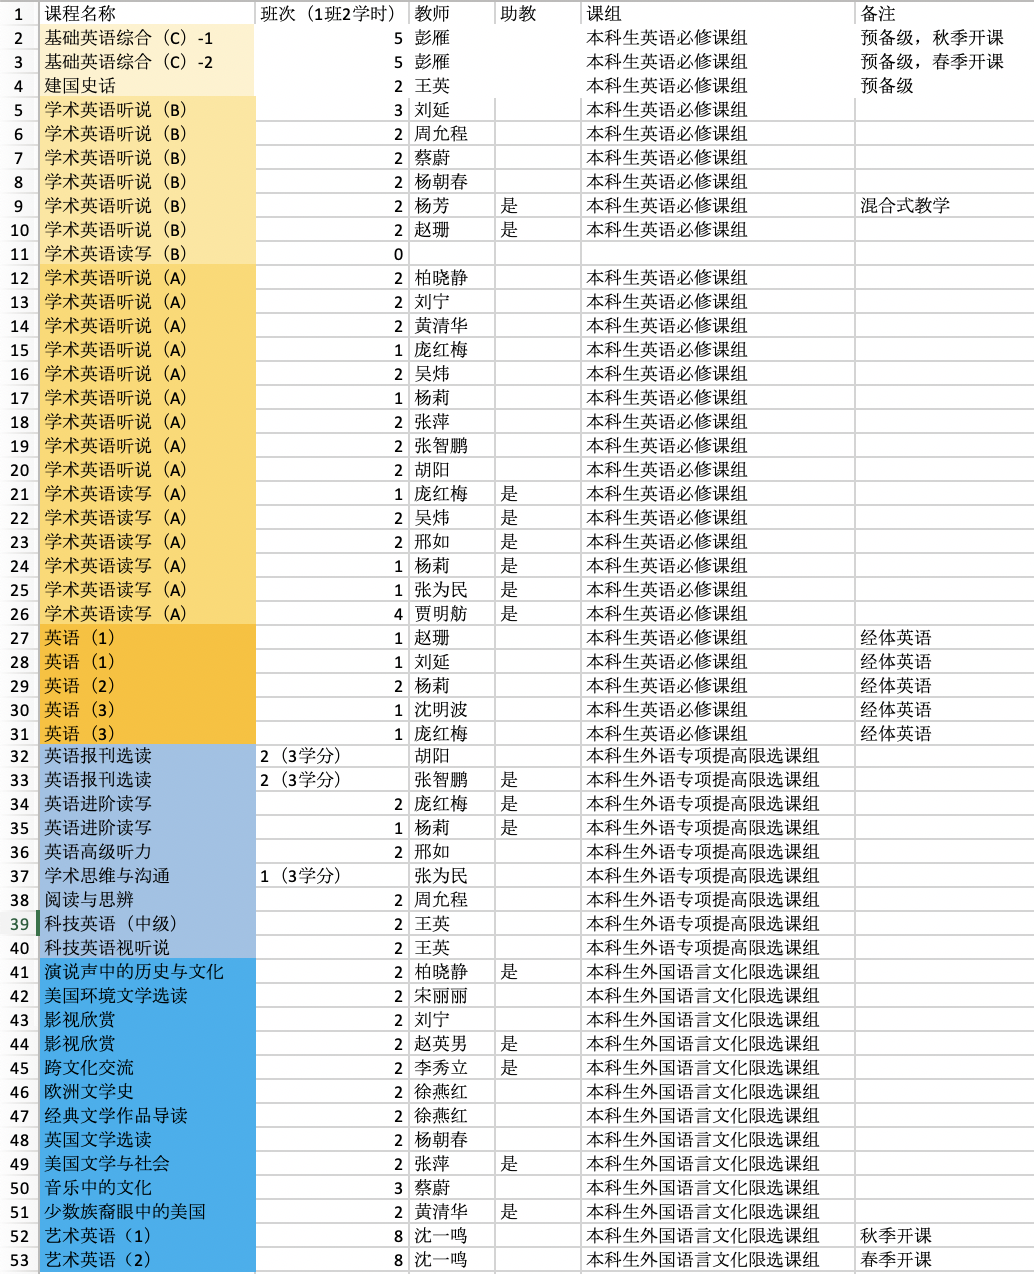 1 课程名称 班次（1班2学时） 教师 助教 课组 备注
2 基础英语综合（C）-1 5 彭雁 本科生英语必修课组 预备级，秋季开课
3 基础英语综合（C）-2 5 彭雁 本科生英语必修课组 预备级，春季开课
4 建国史话 2 王英 本科生英语必修课组 预备级
5 学术英语听说（B） 3 刘延 本科生英语必修课组
6 学术英语听说（B） 2 周允程 本科生英语必修课组
7 学术英语听说（B） 2 蔡蔚 本科生英语必修课组
8 学术英语听说（B） 2 杨朝春 本科生英语必修课组
9 学术英语听说（B） 2 杨芳 是 本科生英语必修课组 混合式教学
10 学术英语听说（B） 2 赵珊 是 本科生英语必修课组
11 学术英语读写（B） 0
12 学术英语听说（A） 2 柏晓静 本科生英语必修课组
13 学术英语听说（A） 2 刘宁 本科生英语必修课组
14 学术英语听说（A） 2 黄清华 本科生英语必修课组
15 学术英语听说（A） 1 庞红梅 本科生英语必修课组
16 学术英语听说（A） 2 吴炜 本科生英语必修课组
17 学术英语听说（A） 1 杨莉 本科生英语必修课组
18 学术英语听说（A） 2 张萍 本科生英语必修课组
19 学术英语听说（A） 2 张智鹏 本科生英语必修课组
20 学术英语听说（A） 2 胡阳 本科生英语必修课组
21 学术英语读写（A） 1 庞红梅 是 本科生英语必修课组
22 学术英语读写（A） 2 吴炜 是 本科生英语必修课组
23 学术英语读写（A） 2 邢如 是 本科生英语必修课组
24 学术英语读写（A） 1 杨莉 是 本科生英语必修课组
25 学术英语读写（A） 1 张为民 是 本科生英语必修课组
26 学术英语读写（A） 4 贾明舫 是 本科生英语必修课组
27 英语（1） 1 赵珊 本科生英语必修课组 经体英语
28 英语（1） 1 刘延 本科生英语必修课组 经体英语
29 英语（2） 2 杨莉 本科生英语必修课组 经体英语
30 英语（3） 1 沈明波 本科生英语必修课组 经体英语
31 英语（3） 1 庞红梅 本科生英语必修课组 经体英语
32 英语报刊选读 2（3学分） 胡阳 本科生外语专项提高限选课组
33 英语报刊选读 2（3学分） 张智鹏 是 本科生外语专项提高限选课组
34 英语进阶读写 2 庞红梅 是 本科生外语专项提高限选课组
35 英语进阶读写 1 杨莉 是 本科生外语专项提高限选课组
36 英语高级听力 2 邢如 本科生外语专项提高限选课组
37 学术思维与沟通 1（3学分） 张为民 本科生外语专项提高限选课组
38 阅读与思辨 2 周允程 本科生外语专项提高限选课组
39 科技英语（中级） 2 王英 本科生外语专项提高限选课组
40 科技英语视听说 2 王英 本科生外语专项提高限选课组
41 演说声中的历史与文化 2 柏晓静 是 本科生外国语言文化限选课组
42 美国环境文学选读 2 宋丽丽 本科生外国语言文化限选课组
43 影视欣赏 2 刘宁 本科生外国语言文化限选课组
44 影视欣赏 2 赵英男 是 本科生外国语言文化限选课组
45 跨文化交流 2 李秀立 是 本科生外国语言文化限选课组
46 欧洲文学史 2 徐燕红 本科生外国语言文化限选课组
47 经典文学作品导读 2 徐燕红 本科生外国语言文化限选课组
48 英国文学选读 2 杨朝春 本科生外国语言文化限选课组
49 美国文学与社会 2 张萍 是 本科生外国语言文化限选课组
50 音乐中的文化 3 蔡蔚 本科生外国语言文化限选课组
51 少数族裔眼中的美国 2 黄清华 是 本科生外国语言文化限选课组
52 艺术英语（1） 8 沈一鸣 本科生外国语言文化限选课组 秋季开课
53 艺术英语（2） 8 沈一鸣 本科生外国语言文化限选课组 春季开课